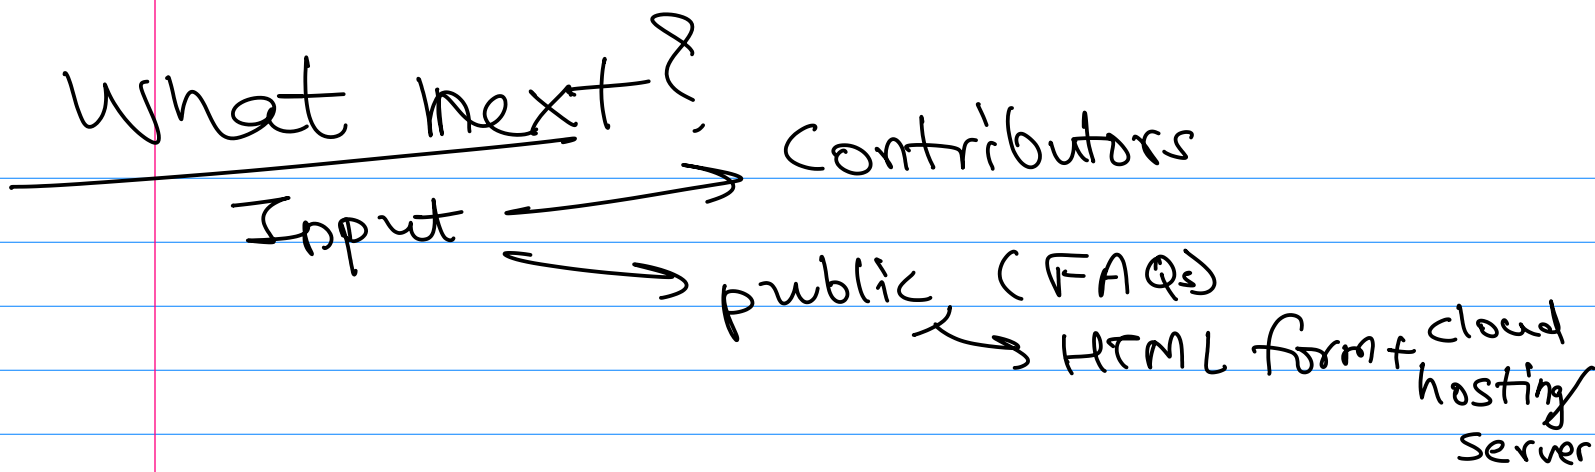 What next?
Contributors
Input
public (FAQs)
HTML form + cloud
hosting/
server